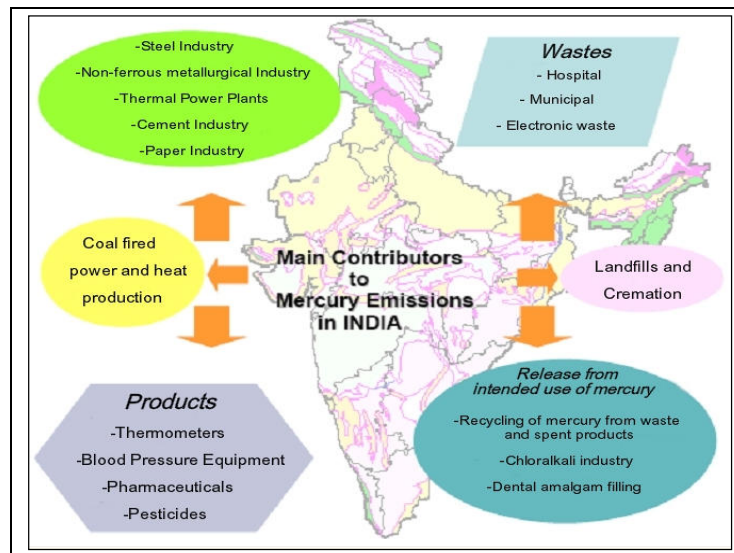 -Steel Industry
-Non-ferrous metallurgical Industry
-Thermal Power Plants
-Cement Industry
-Paper Industry
Wastes
- Hospital
- Municipal
- Electronic waste
Coal fired
power and heat
production
Main Contributors
to
Mercury Emissions
in INDIA
Landfills and
Cremation
Products
-Thermometers
-Blood Pressure Equipment
-Pharmaceuticals
-Pesticides
Release from
intended use of mercury
-Recycling of mercury from waste
and spent products
-Chloralkali industry
-Dental amalgam filling